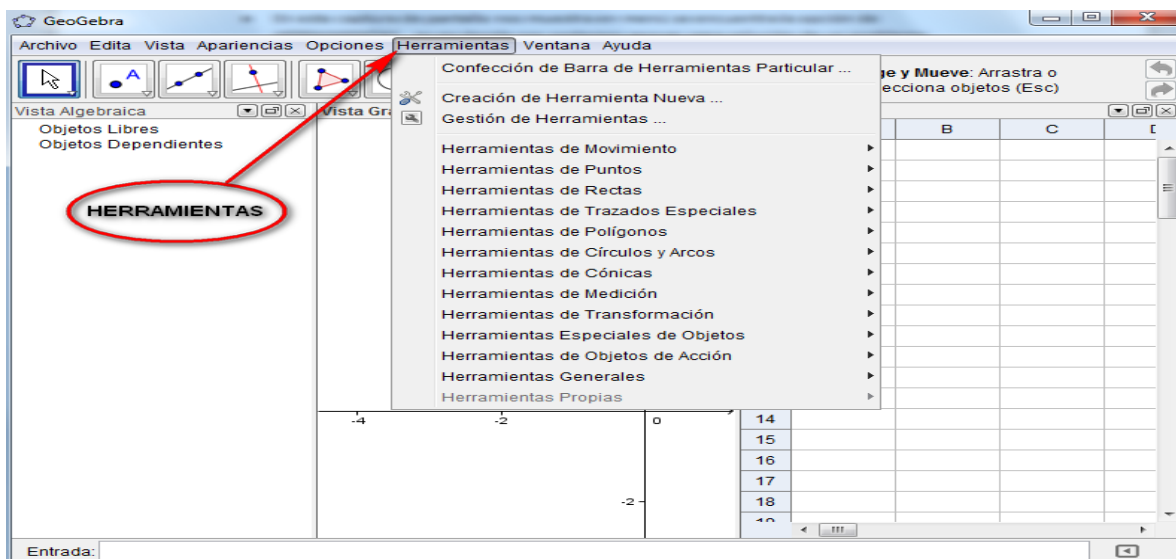 GeoGebra
Archivo Edita Vista Apariencias Opciones Herramientas Ventana Ayuda
A
Confección de Barra de Herramientas Particular ...
Creación de Herramienta Nueva ...
Gestión de Herramientas ...
Herramientas de Movimiento
Herramientas de Puntos
Herramientas de Rectas
Herramientas de Trazados Especiales
Herramientas de Polígonos
Herramientas de Círculos y Arcos
Herramientas de Cónicas
Herramientas de Medición
Herramientas de Transformación
Herramientas Especiales de Objetos
Herramientas de Objetos de Acción
Herramientas Generales
Herramientas Propias
y Mueve: Arrastra o
objetos (Esc)
Vista Algebraica
Objetos Libres
Objetos Dependientes
HERRAMIENTAS
Vista
B C
-4 -2 0
-2
14
15
16
17
18
Entrada: